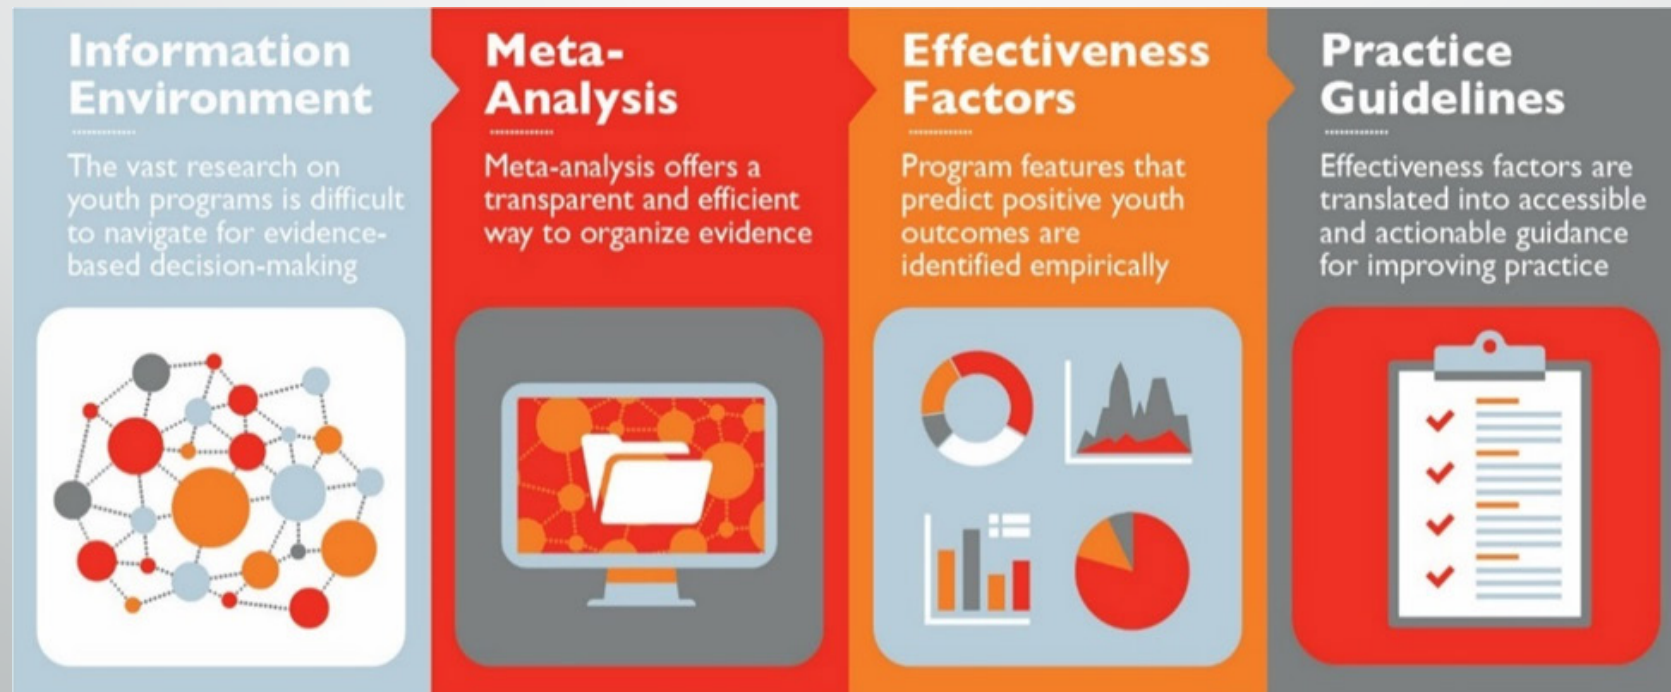 Information
Environment
The vast research on
youth programs is difficult
to navigate for evidence-
based decision-making
Meta-
Analysis
Meta-analysis offers a
transparent and efficient
way to organize evidence
Effectiveness
Factors
Program features that
predict positive youth
outcomes are
identified empirically
Practice
Guidelines
Effectiveness factors are
translated into accessible
and actionable guidance
for improving practice